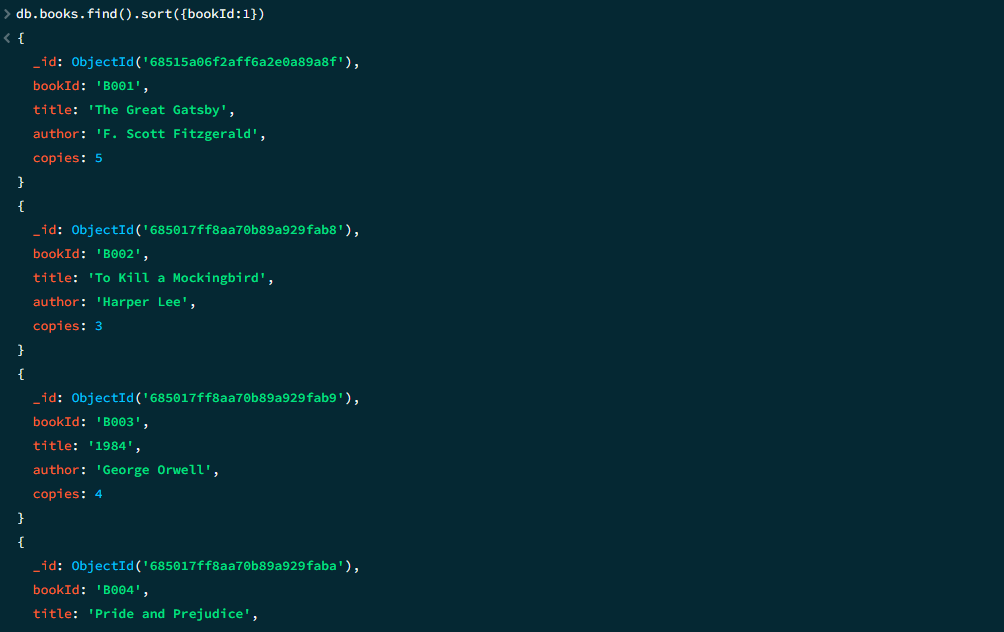 > db.books.find().sort({bookId:1})
< {
_id: ObjectId('68515a06f2aff6a2e0a89a8f'),
bookId: 'B001',
title: 'The Great Gatsby',
author: 'F. Scott Fitzgerald',
copies: 5
}
{
_id: ObjectId('685017ff8aa70b89a929fab8'),
bookId: 'B002',
title: 'To Kill a Mockingbird',
author: 'Harper Lee',
copies: 3
}
{
_id: ObjectId('685017ff8aa70b89a929fab9'),
bookId: 'B003',
title: '1984',
author: 'George Orwell',
copies: 4
}
{
_id: ObjectId('685017ff8aa70b89a929faba'),
bookId: 'B004',
title: 'Pride and Prejudice',